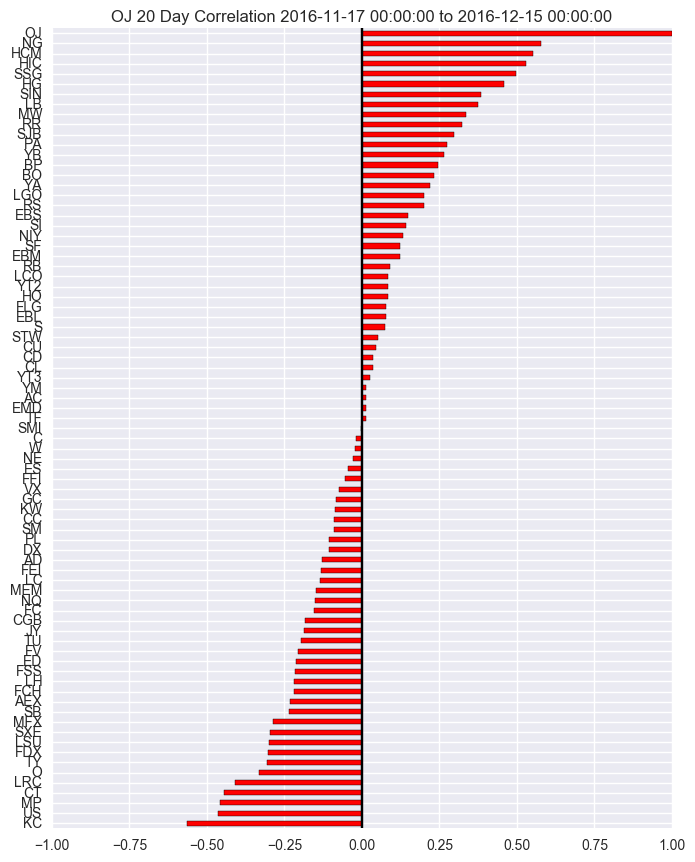 OJ 20 Day Correlation 2016-11-17 00:00:00 to 2016-12-15 00:00:00
OJ
NG
HCM
HIC
SSG
HG
SIN
LB
MW
RR
SJB
PA
YB
BP
BO
YA
LGO
RS
EBS
SI
NIY
SF
EBM
RB
LCO
YT2
HO
FLG
EBL
S
STW
CU
CD
CL
YT3
YM
AC
EMD
TF
SMI
C
W
NE
ES
FFI
VX
GC
KW
CC
SM
PL
DX
AD
FEI
LC
MEM
NQ
FC
CGB
JY
TU
FV
ED
FSS
LH
FCH
AEX
SB
MFX
SXE
LSU
FDX
TY
O
LRC
CT
MP
US
KC
−1.00 −0.75 −0.50 −0.25 0.00 0.25 0.50 0.75 1.00